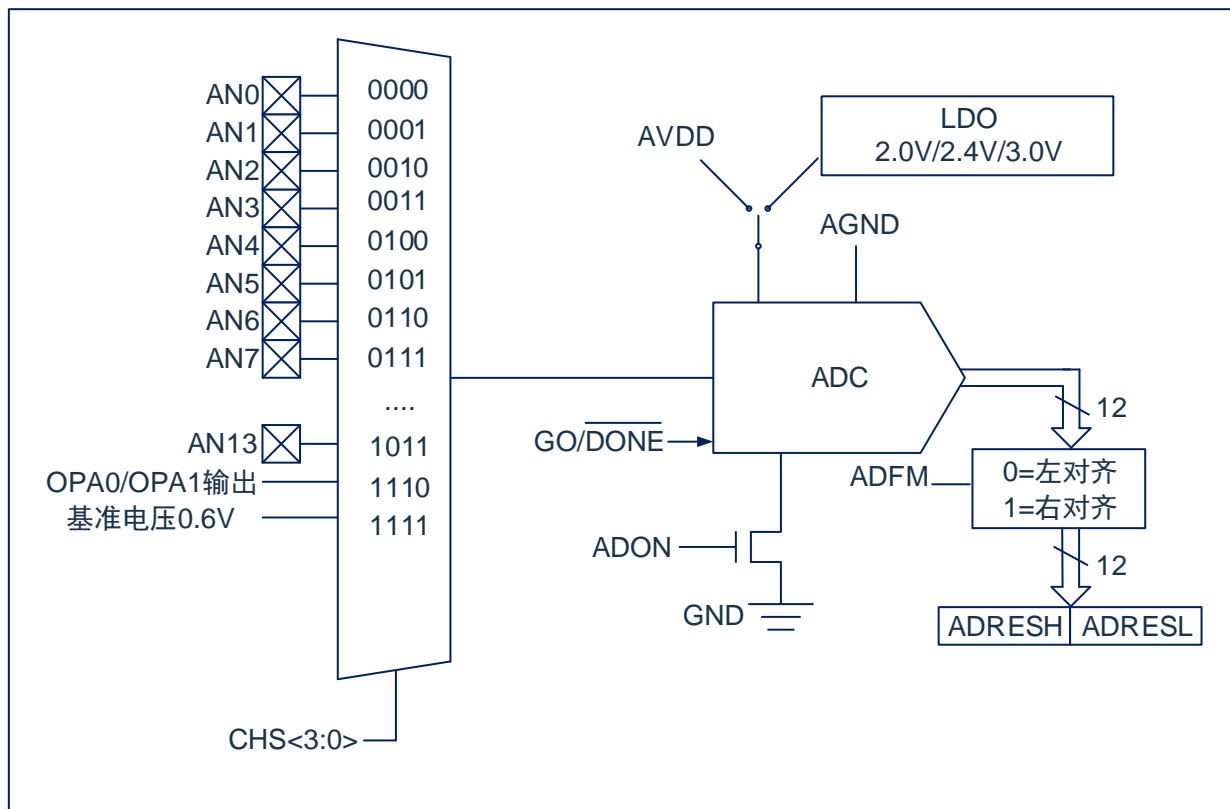 AN0 0000
AN1 0001
AN2 0010
AN3 0011
AN4 0100
AN5 0101
AN6 0110
AN7 0111
....
AN13 1011
OPA0/OPA1输出 1110
基准电压0.6V 1111
CHS<3:0>
AVDD
LDO
2.0V/2.4V/3.0V
AGND
ADC
GO/DONE
ADON
GND
12
ADFM
0=左对齐
1=右对齐
12
ADRESH ADRESL